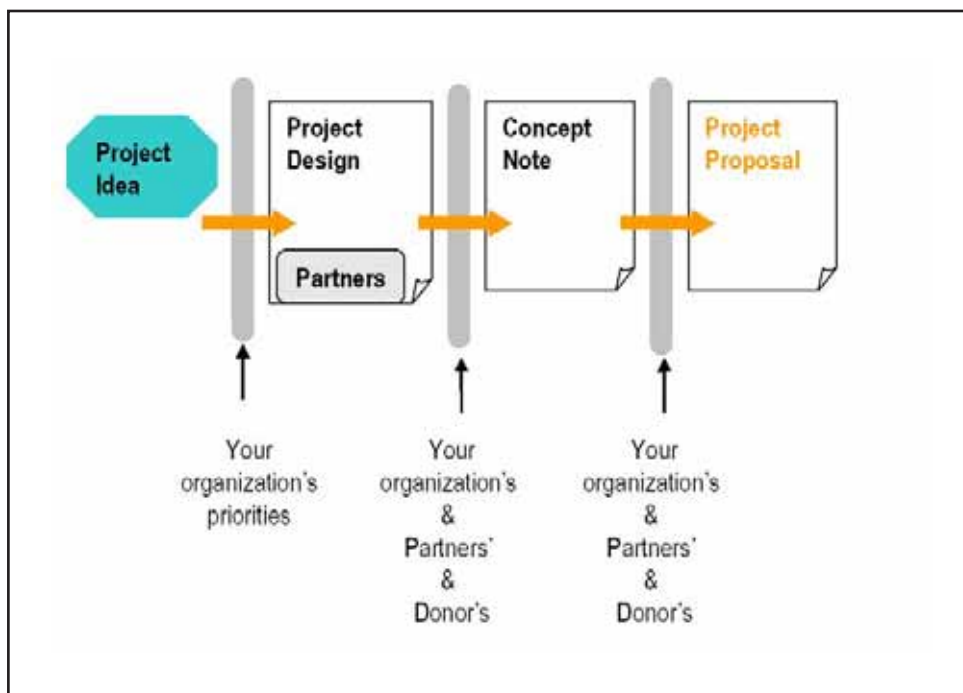 Project
Idea
Project
Design
Partners
Concept
Note
Project
Proposal
Your
organization's
priorities
Your
organization's
&
Partners'
&
Donor's
Your
organization's
&
Partners'
&
Donor's